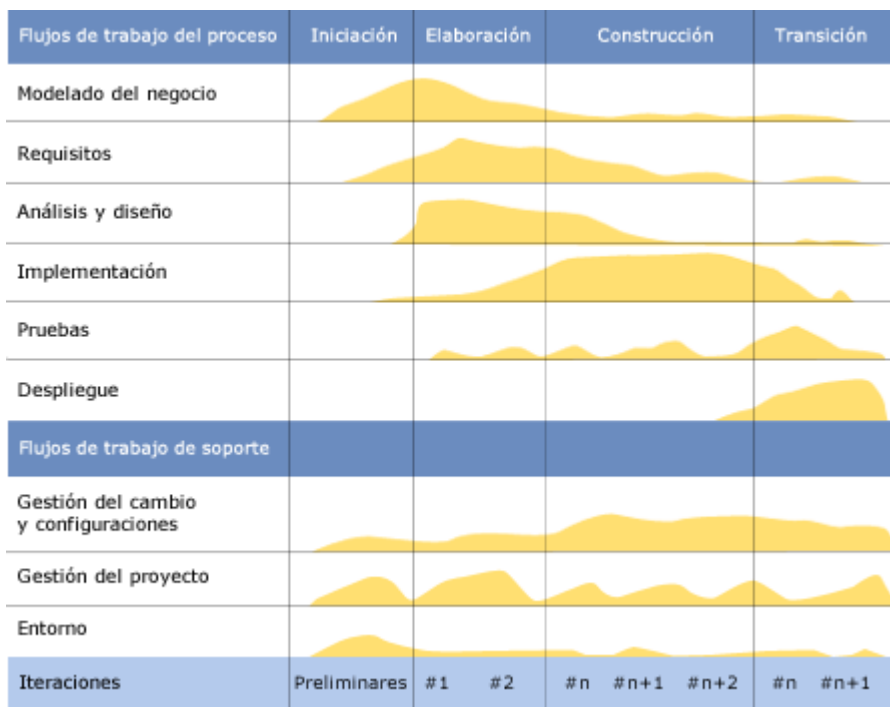 Flujos de trabajo del proceso Iniciación Elaboración Construcción Transición
Modelado del negocio
Requisitos
Análisis y diseño
Implementación
Pruebas
Despliegue
Flujos de trabajo de soporte
Gestión del cambio
y configuraciones
Gestión del proyecto
Entorno
Iteraciones Preliminares #1 #2 #n #n+1 #n+2 #n #n+1